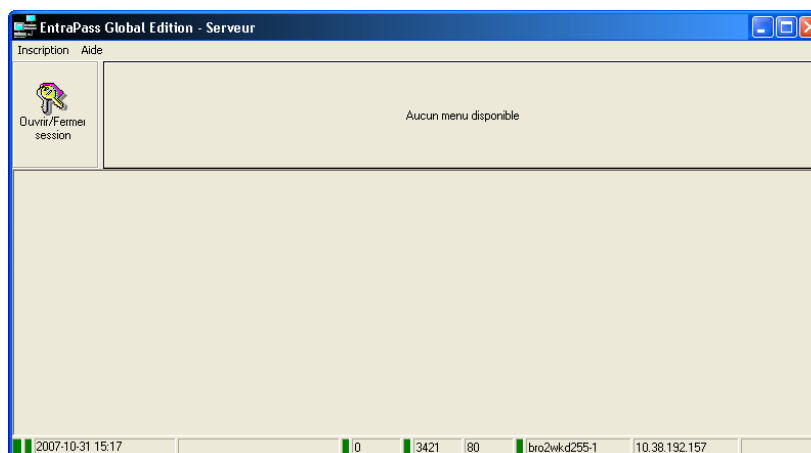 EntraPass Global Edition - Serveur
Inscription Aide
Ouvrir/Fermer
session
Aucun menu disponible
2007-10-31 15:17 0 3421 80 bro2wkd255-1 10.38.192.157